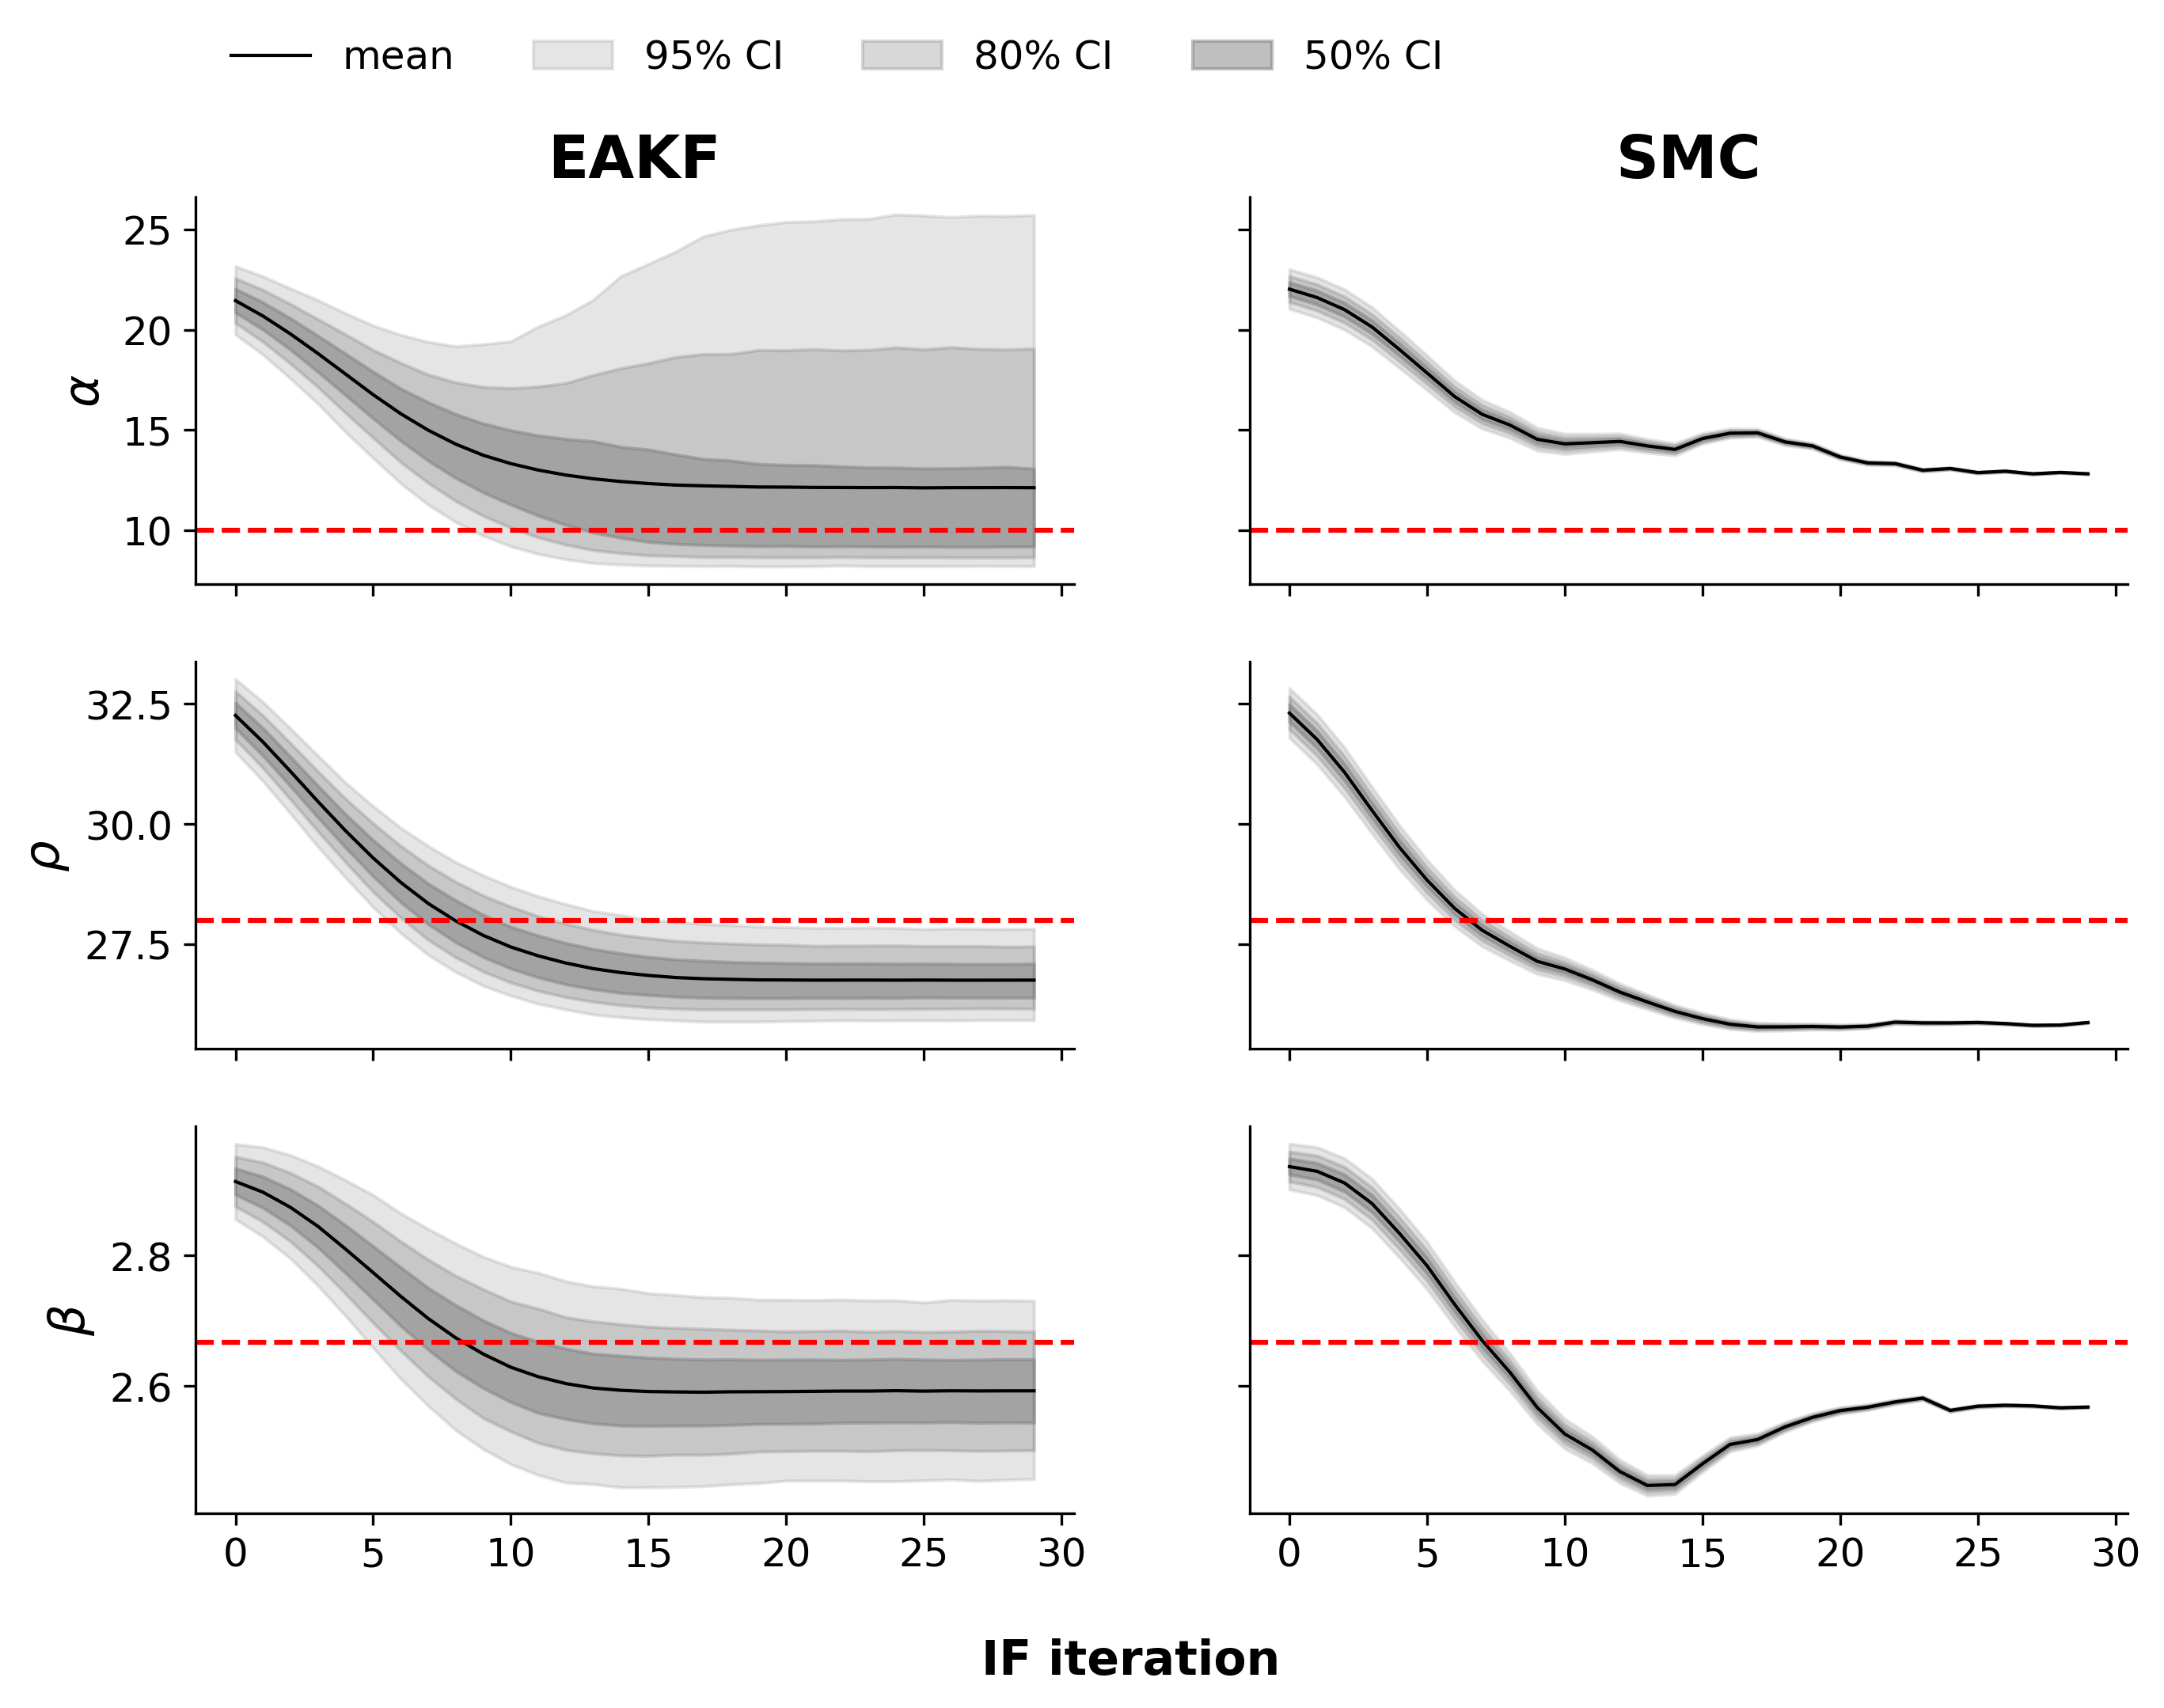 mean 95% CI 80% CI 50% CI
EAKF SMC
25
20
15
10
α
32.5
30.0
27.5
ρ
2.8
2.6
β
0 5 10 15 20 25 30 0 5 10 15 20 25 30
IF iteration